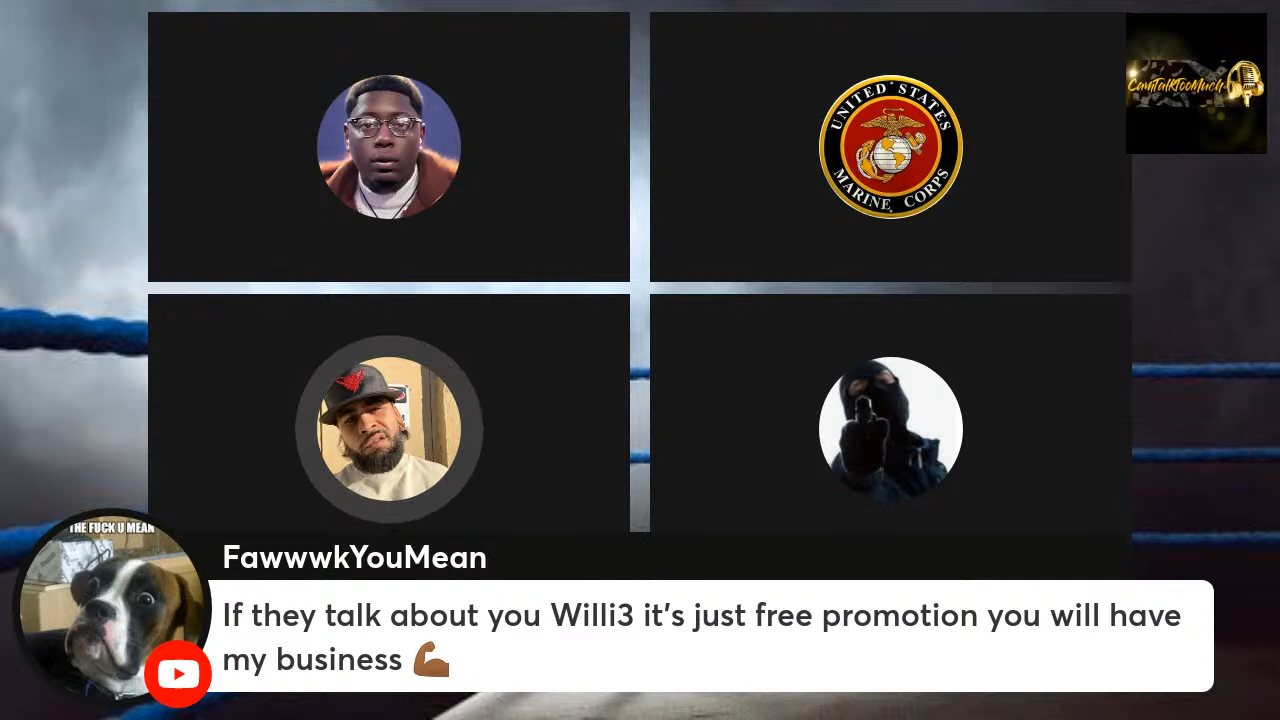 UNITED STATES
MARINE CORPS
CamTalkTooMuch
THE FUCK U MEAN
FawwwkYouMean
If they talk about you Willi3 it's just free promotion you will have
my business 💪🏾